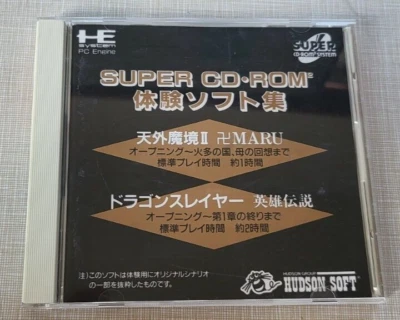 PC Engine
SUPER
CD-ROM² SYSTEM
SUPER CD・ROM²
体験ソフト集
天外魔境II 卍MARU
オープニング～火多の国、母の回想まで
標準プレイ時間 約1時間
ドラゴンスレイヤー 英雄伝説
オープニング～第1章の終りまで
標準プレイ時間 約2時間
注)このソフトは体験用にオリジナルシナリオ
の一部を抜粋したものです。
HUDSON GROUP
HUDSON SOFT